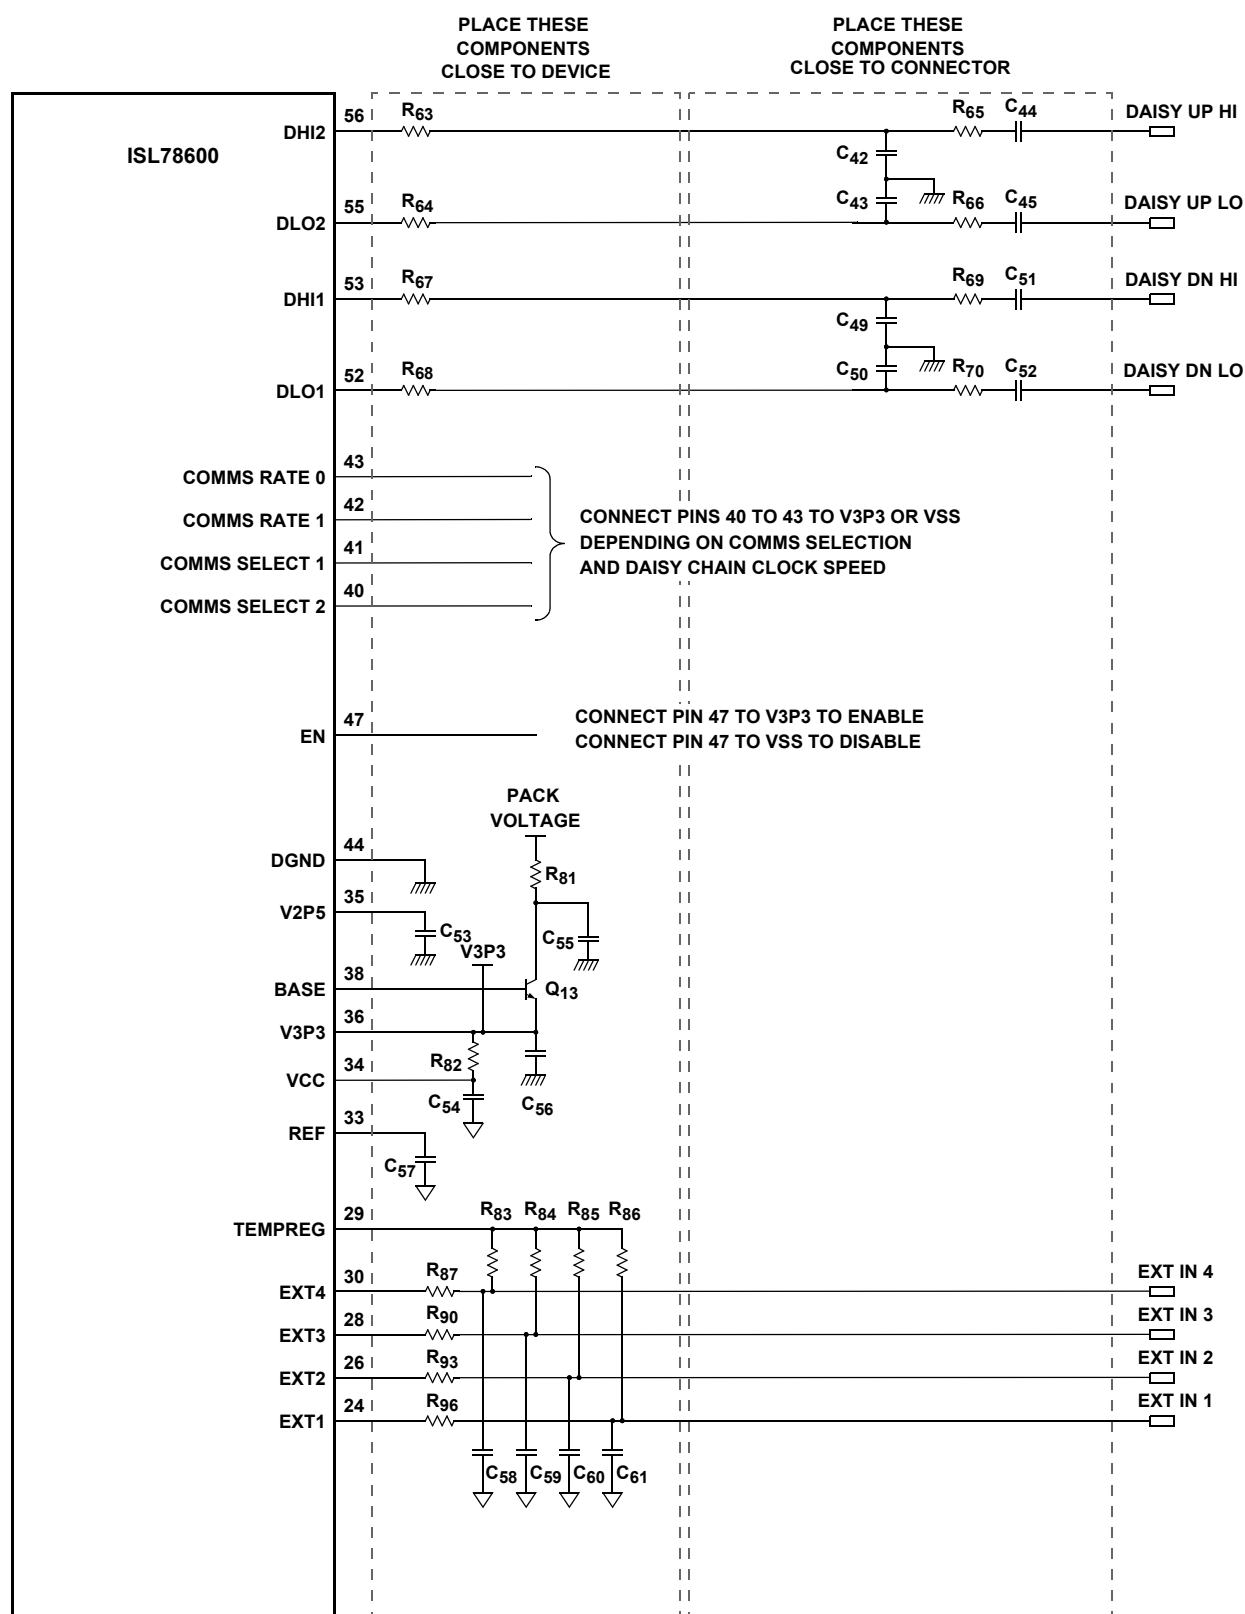 PLACE THESE
COMPONENTS
CLOSE TO DEVICE
PLACE THESE
COMPONENTS
CLOSE TO CONNECTOR
ISL78600
DHI2 56 R63 R65 C44 DAISY UP HI
C42
DLO2 55 R64 C43 R66 C45 DAISY UP LO
DHI1 53 R67 R69 C51 DAISY DN HI
C49
DLO1 52 R68 C50 R70 C52 DAISY DN LO
COMMS RATE 0 43
COMMS RATE 1 42
COMMS SELECT 1 41
COMMS SELECT 2 40
CONNECT PINS 40 TO 43 TO V3P3 OR VSS
DEPENDING ON COMMS SELECTION
AND DAISY CHAIN CLOCK SPEED
EN 47
CONNECT PIN 47 TO V3P3 TO ENABLE
CONNECT PIN 47 TO VSS TO DISABLE
PACK
VOLTAGE
DGND 44
R81
V2P5 35
C53
C55
V3P3
BASE 38
Q13
V3P3 36
R82
VCC 34
C54
C56
REF 33
C57
TEMPREG 29 R83 R84 R85 R86
EXT4 30 R87 EXT IN 4
EXT3 28 R90 EXT IN 3
EXT2 26 R93 EXT IN 2
EXT1 24 R96 EXT IN 1
C58 C59 C60 C61